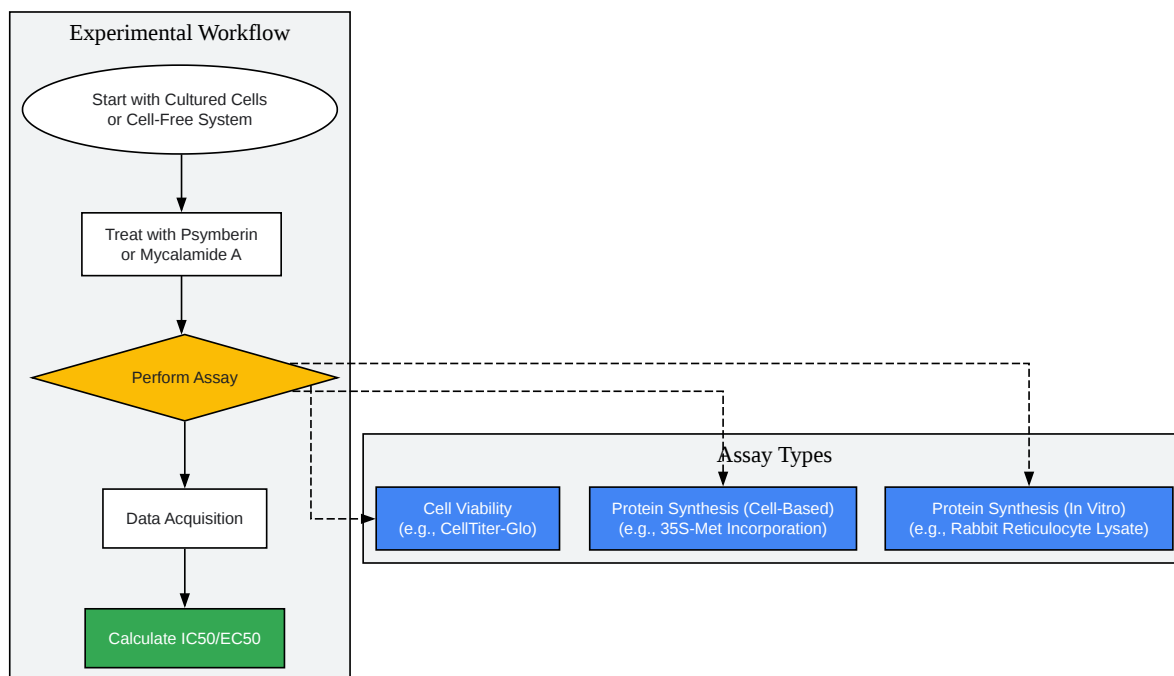 Experimental Workflow
Start with Cultured Cells
or Cell-Free System
Treat with Psymberin
or Mycalamide A
Perform Assay
Assay Types
Cell Viability
(e.g., CellTiter-Glo)
Protein Synthesis (Cell-Based)
(e.g., 35S-Met Incorporation)
Protein Synthesis (In Vitro)
(e.g., Rabbit Reticulocyte Lysate)
Data Acquisition
Calculate IC50/EC50